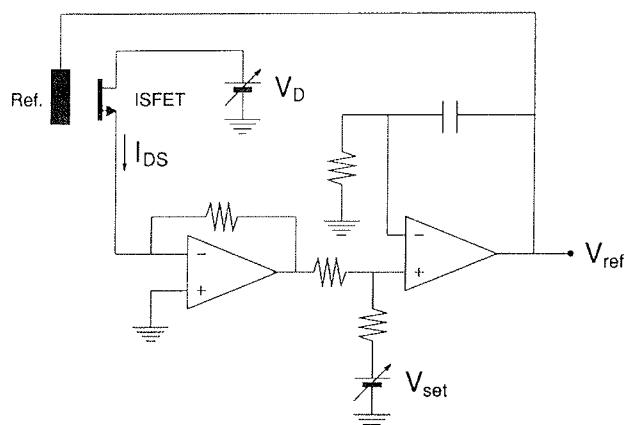 Ref.
ISFET
V_D
I_DS
−
+
−
+
V_ref
V_set